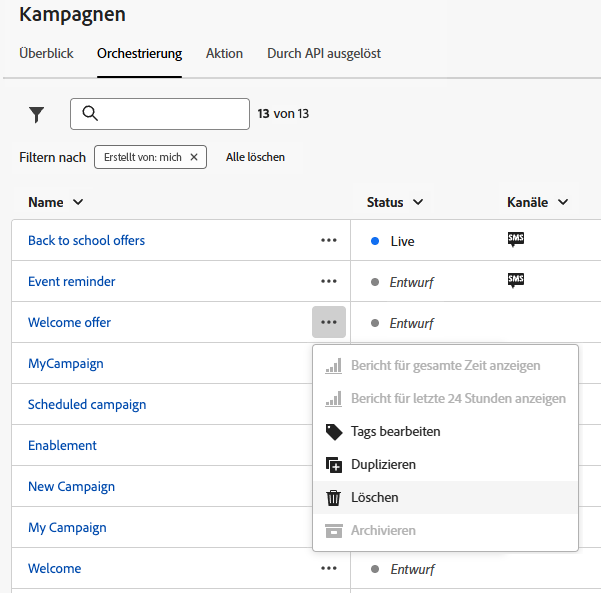 Kampagnen
Überblick Orchestrierung Aktion Durch API ausgelöst
13 von 13
Filtern nach Erstellt von: mich Alle löschen
Name Status Kanäle
Back to school offers Live SMS
Event reminder Entwurf SMS
Welcome offer Entwurf
MyCampaign
Bericht für gesamte Zeit anzeigen
Bericht für letzte 24 Stunden anzeigen
Scheduled campaign
Tags bearbeiten
Enablement
Duplizieren
New Campaign
Löschen
My Campaign
Archivieren
Welcome Entwurf